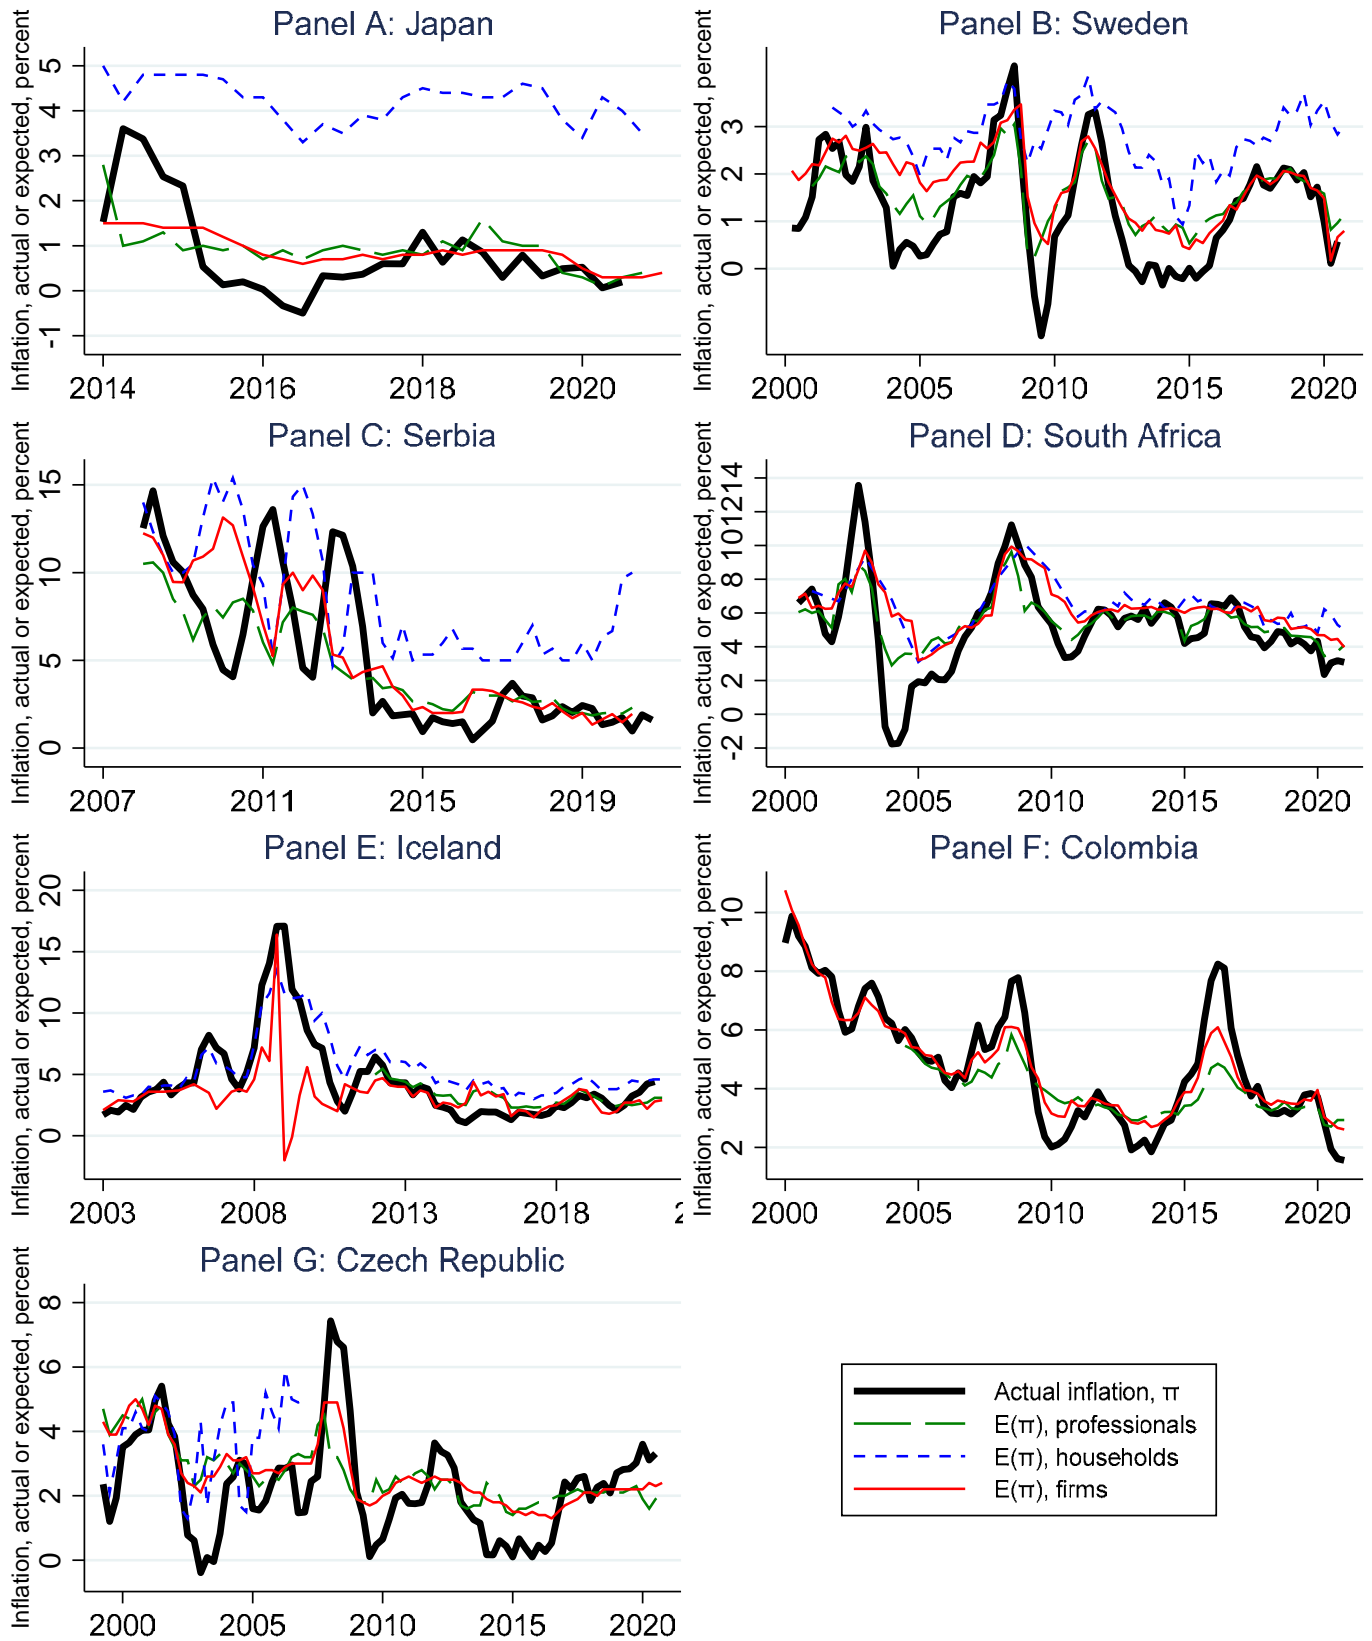 Panel A: Japan
Inflation, actual or expected, percent
5
4
3
2
1
0
-1
2014 2016 2018 2020
Panel B: Sweden
Inflation, actual or expected, percent
3
2
1
0
2000 2005 2010 2015 2020
Panel C: Serbia
Inflation, actual or expected, percent
15
10
5
0
2007 2011 2015 2019
Panel D: South Africa
Inflation, actual or expected, percent
14
12
10
8
6
4
2
0
-2
2000 2005 2010 2015 2020
Panel E: Iceland
Inflation, actual or expected, percent
20
15
10
5
0
2003 2008 2013 2018
Panel F: Colombia
Inflation, actual or expected, percent
10
8
6
4
2
2000 2005 2010 2015 2020
Panel G: Czech Republic
Inflation, actual or expected, percent
8
6
4
2
0
2000 2005 2010 2015 2020
Actual inflation, π
E(π), professionals
E(π), households
E(π), firms